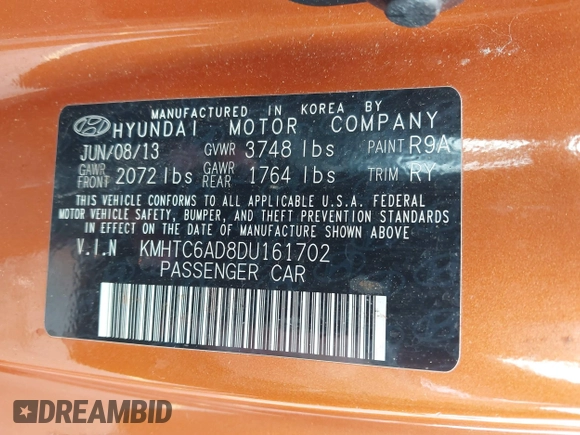 MANUFACTURED IN KOREA BY
HYUNDAI MOTOR COMPANY
JUN/08/13 GVWR 3748 lbs PAINT R9A
GAWR FRONT 2072 lbs GAWR REAR 1764 lbs TRIM RY
THIS VEHICLE CONFORMS TO ALL APPLICABLE U.S.A. FEDERAL
MOTOR VEHICLE SAFETY, BUMPER, AND THEFT PREVENTION STANDARDS
IN EFFECT ON THE DATE OF MANUFACTURE SHOWN ABOVE
V.I.N KMHTC6AD8DU161702
PASSENGER CAR
DREAMBID